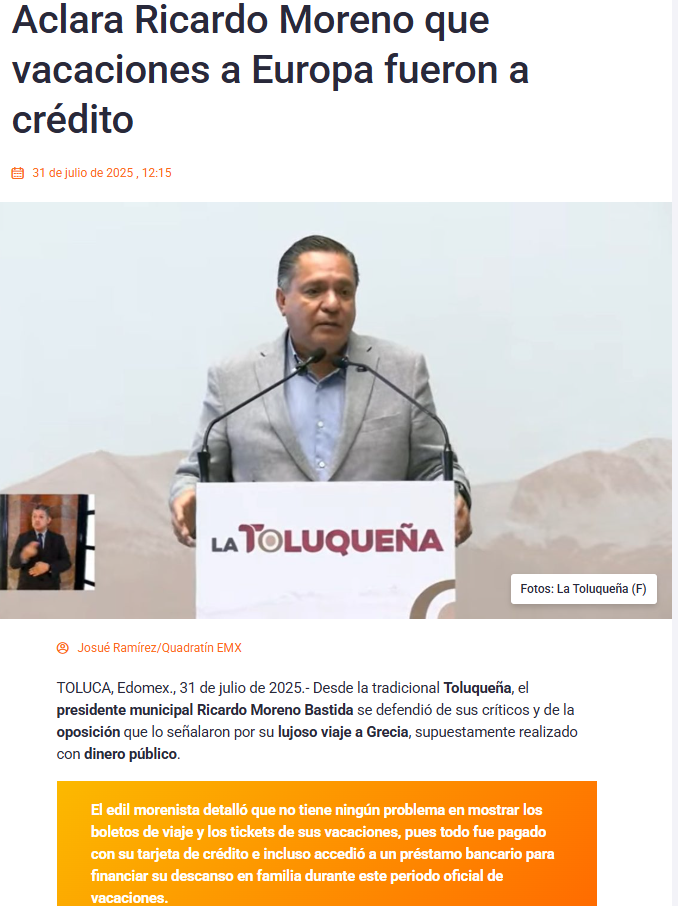 Aclara Ricardo Moreno que
vacaciones a Europa fueron a
crédito
31 de julio de 2025 , 12:15
LA TOLUQUEÑA
Fotos: La Toluqueña (F)
Josué Ramírez/Quadratín EMX
TOLUCA, Edomex., 31 de julio de 2025.- Desde la tradicional Toluqueña, el
presidente municipal Ricardo Moreno Bastida se defendió de sus críticos y de la
oposición que lo señalaron por su lujoso viaje a Grecia, supuestamente realizado
con dinero público.
El edil morenista detalló que no tiene ningún problema en mostrar los
boletos de viaje y los tickets de sus vacaciones, pues todo fue pagado
con su tarjeta de crédito e incluso accedió a un préstamo bancario para
financiar su descanso en familia durante este periodo oficial de
vacaciones.